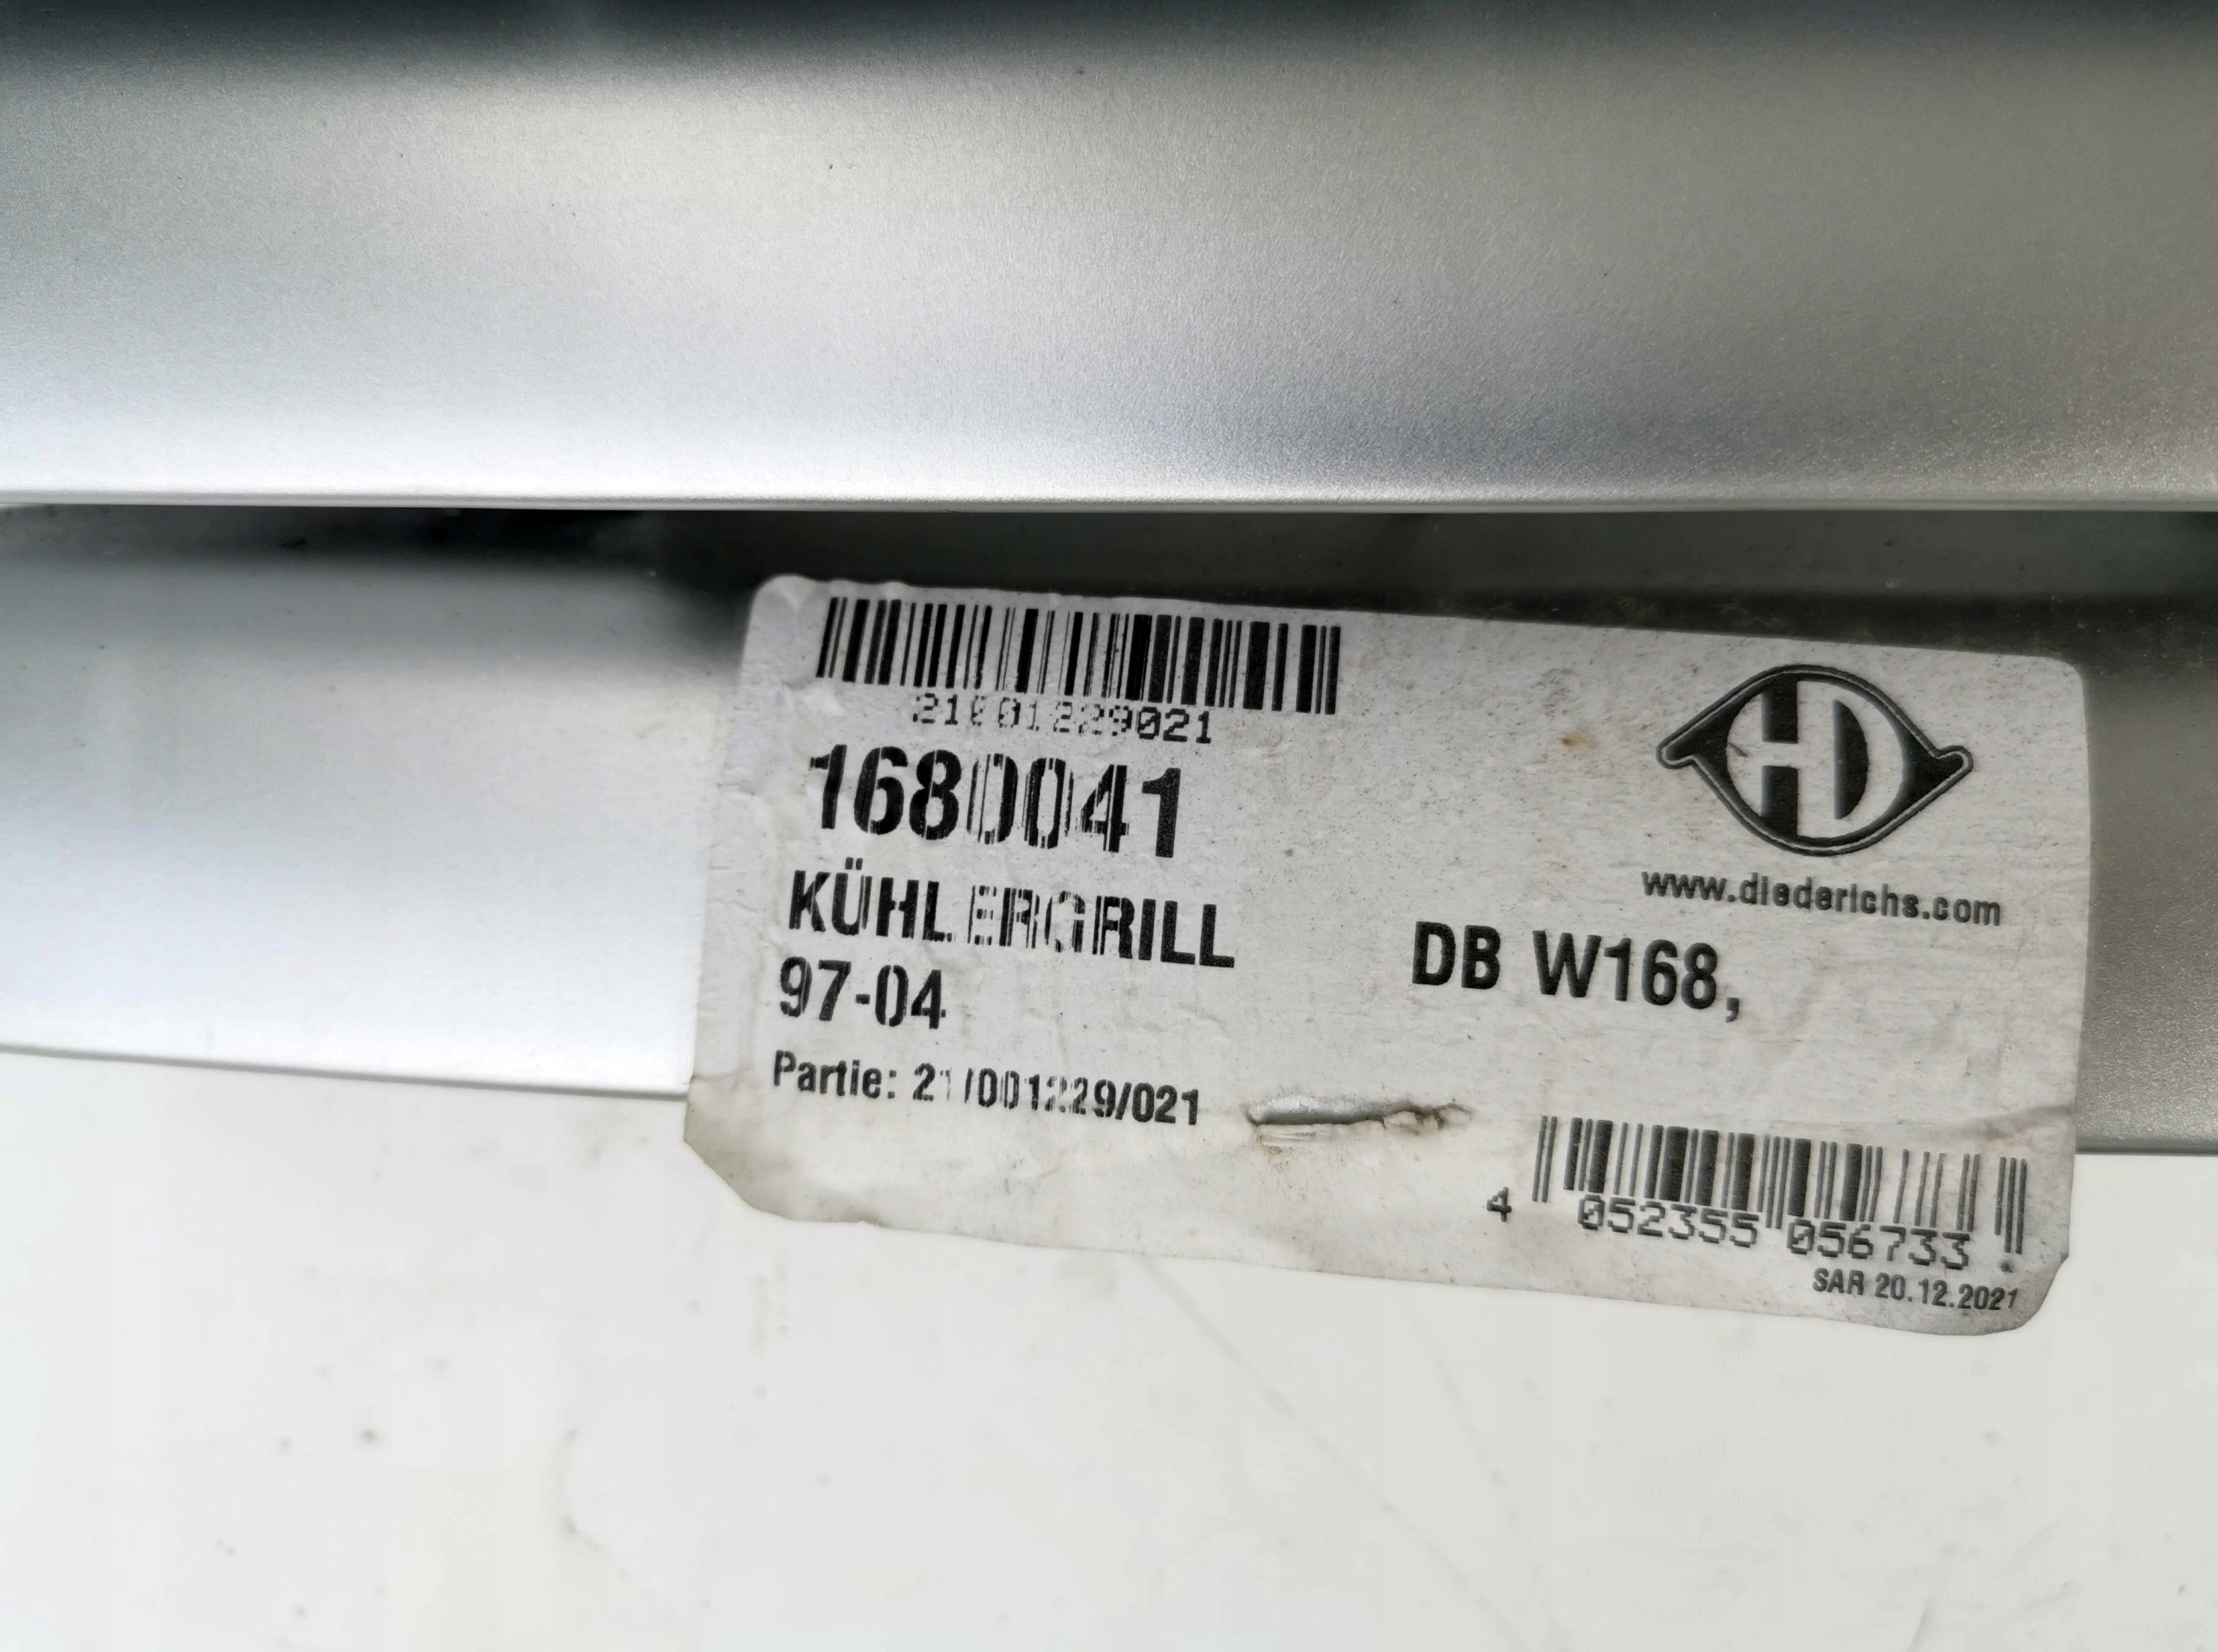 21001229021
1680041
KÜHLERGRILL
97-04
Partie: 21/001229/021
HD
www.diederichs.com
DB W168,
4 052355 056733
SAR 20.12.2021